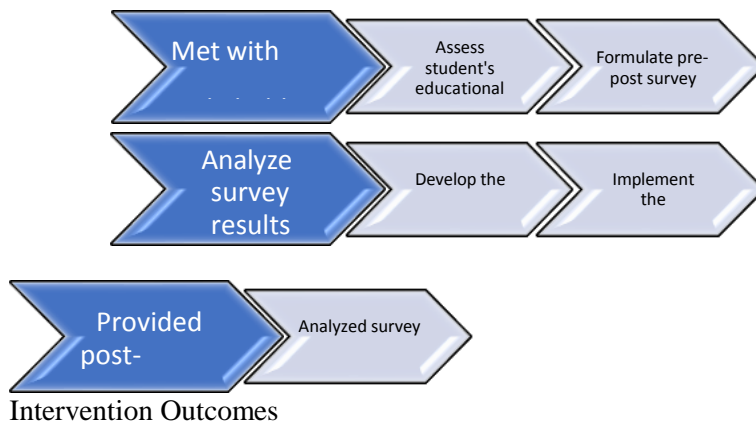 Met with
Assess
student's
educational
Formulate pre-
post survey
Analyze
survey
results
Develop the
Implement
the
Provided
post-
Analyzed survey
Intervention Outcomes